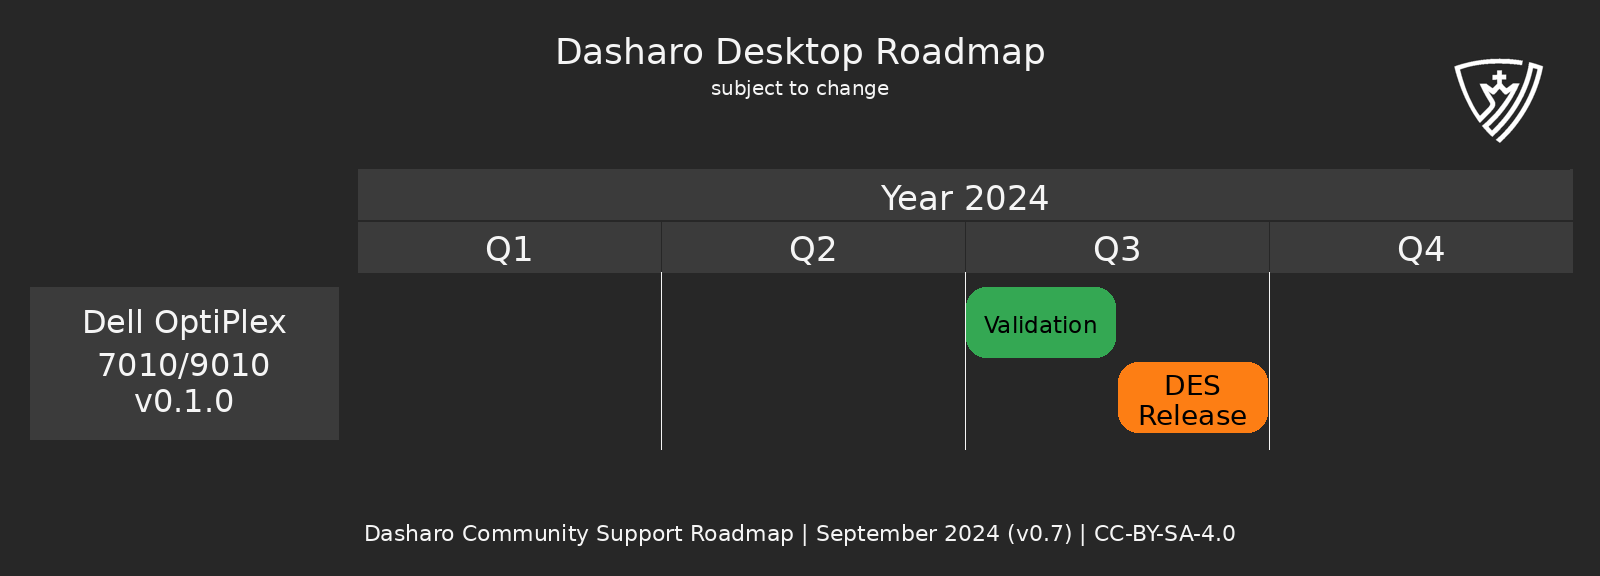 Dasharo Desktop Roadmap
subject to change
Year 2024
Q1 Q2 Q3 Q4
Dell OptiPlex
7010/9010
v0.1.0
Validation
DES
Release
Dasharo Community Support Roadmap | September 2024 (v0.7) | CC-BY-SA-4.0